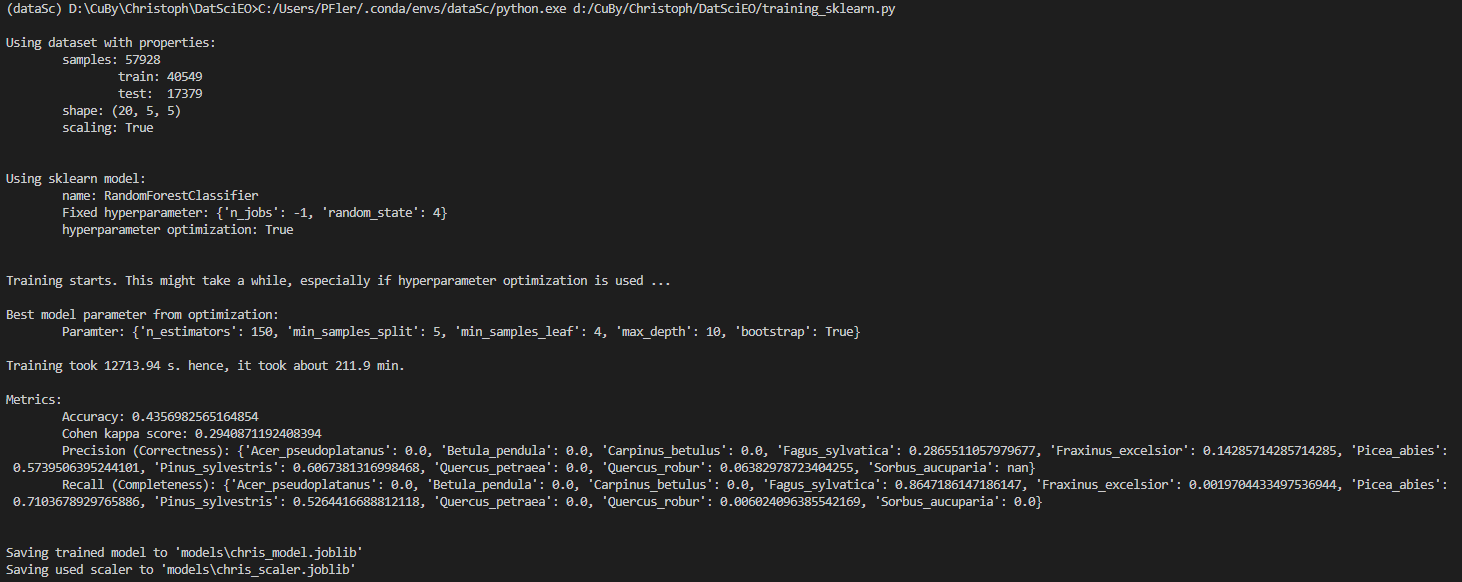 (dataSc) D:\CuBy\Christoph\DatSciEO>C:/Users/PFler/.conda/envs/dataSc/python.exe d:/CuBy/Christoph/DatSciEO/training_sklearn.py
Using dataset with properties:
samples: 57928
train: 40549
test: 17379
shape: (20, 5, 5)
scaling: True
Using sklearn model:
name: RandomForestClassifier
Fixed hyperparameter: {'n_jobs': -1, 'random_state': 4}
hyperparameter optimization: True
Training starts. This might take a while, especially if hyperparameter optimization is used ...
Best model parameter from optimization:
Paramter: {'n_estimators': 150, 'min_samples_split': 5, 'min_samples_leaf': 4, 'max_depth': 10, 'bootstrap': True}
Training took 12713.94 s. hence, it took about 211.9 min.
Metrics:
Accuracy: 0.4356982565164854
Cohen kappa score: 0.2940871192408394
Precision (Correctness): {'Acer_pseudoplatanus': 0.0, 'Betula_pendula': 0.0, 'Carpinus_betulus': 0.0, 'Fagus_sylvatica': 0.2865511057979677, 'Fraxinus_excelsior': 0.14285714285714285, 'Picea_abies':
0.5739506395244101, 'Pinus_sylvestris': 0.6067381316998468, 'Quercus_petraea': 0.0, 'Quercus_robur': 0.06382978723404255, 'Sorbus_aucuparia': nan}
Recall (Completeness): {'Acer_pseudoplatanus': 0.0, 'Betula_pendula': 0.0, 'Carpinus_betulus': 0.0, 'Fagus_sylvatica': 0.8647186147186147, 'Fraxinus_excelsior': 0.0019704433497536944, 'Picea_abies':
0.7103678929765886, 'Pinus_sylvestris': 0.5264416688812118, 'Quercus_petraea': 0.0, 'Quercus_robur': 0.006024096385542169, 'Sorbus_aucuparia': 0.0}
Saving trained model to 'models\chris_model.joblib'
Saving used scaler to 'models\chris_scaler.joblib'